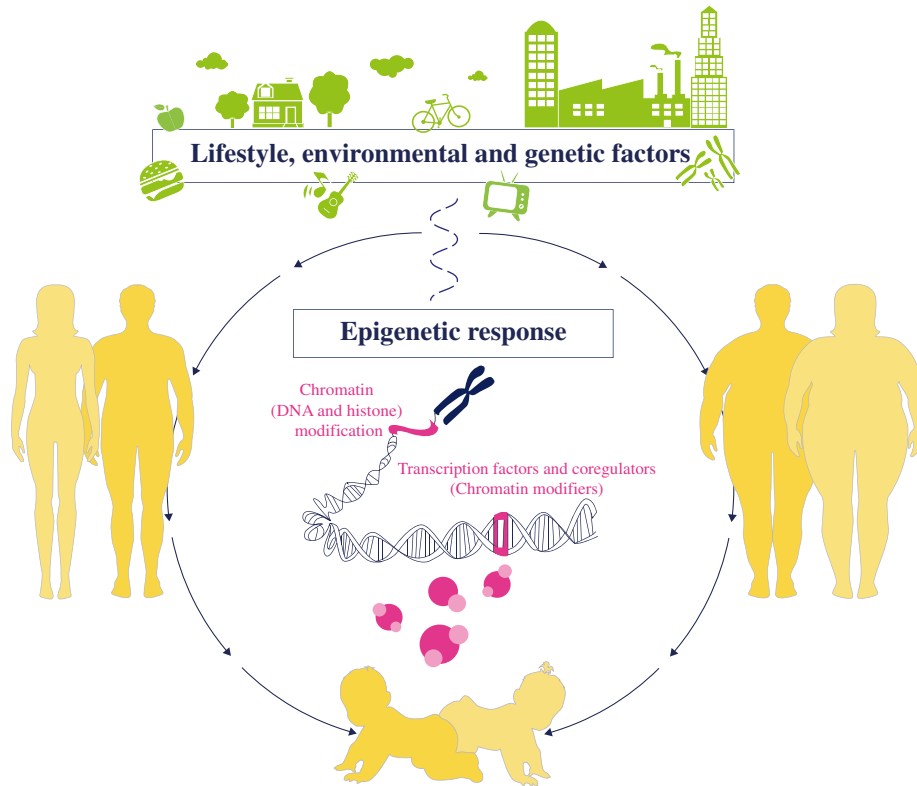 Lifestyle, environmental and genetic factors
Epigenetic response
Chromatin
(DNA and histone)
modification
Transcription factors and coregulators
(Chromatin modifiers)